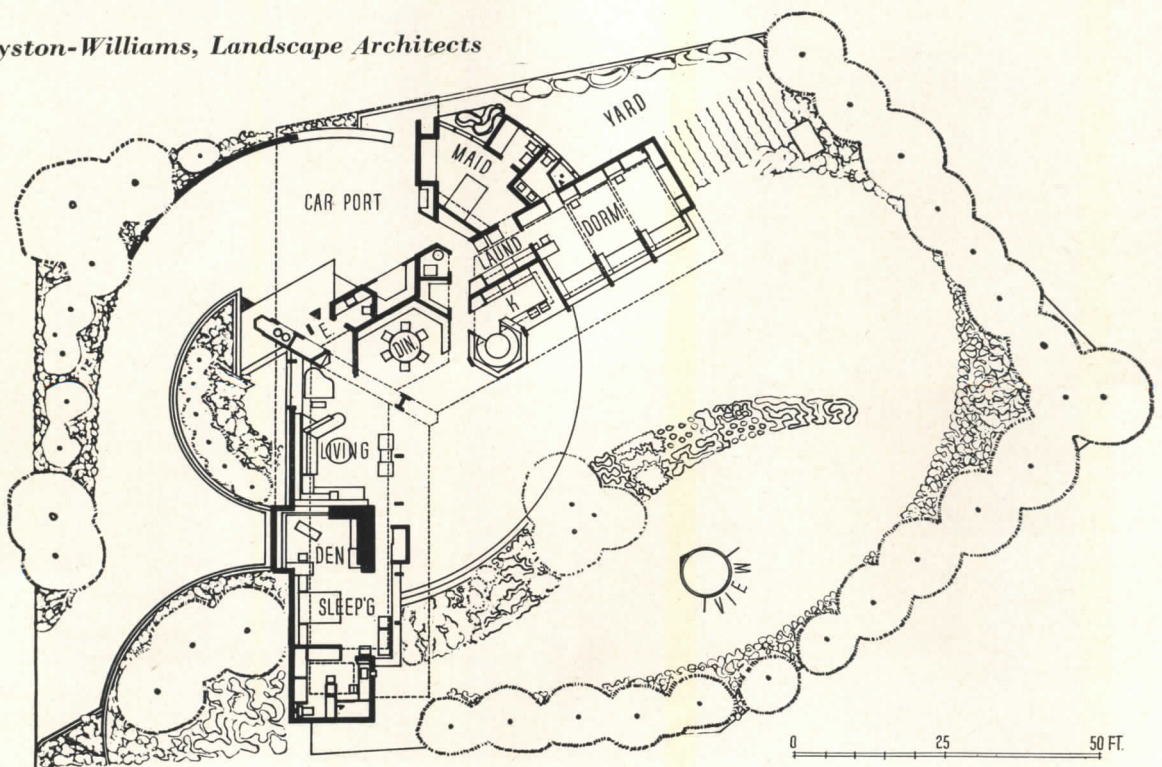 yston-Williams, Landscape Architects
YARD
MAID
CAR PORT
LAUND
DORM
K
E
DIN.
LIVING
DEN
SLEEP'G
VIEW
0 25 50 FT.